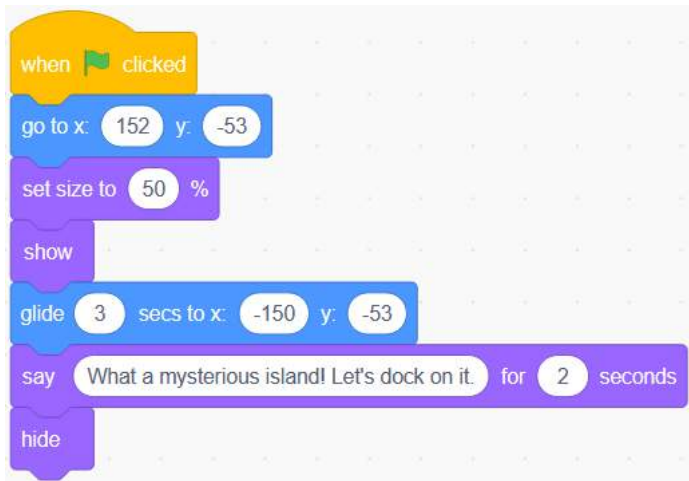 when clicked
go to x: 152 y: -53
set size to 50 %
show
glide 3 secs to x: -150 y: -53
say What a mysterious island! Let's dock on it. for 2 seconds
hide